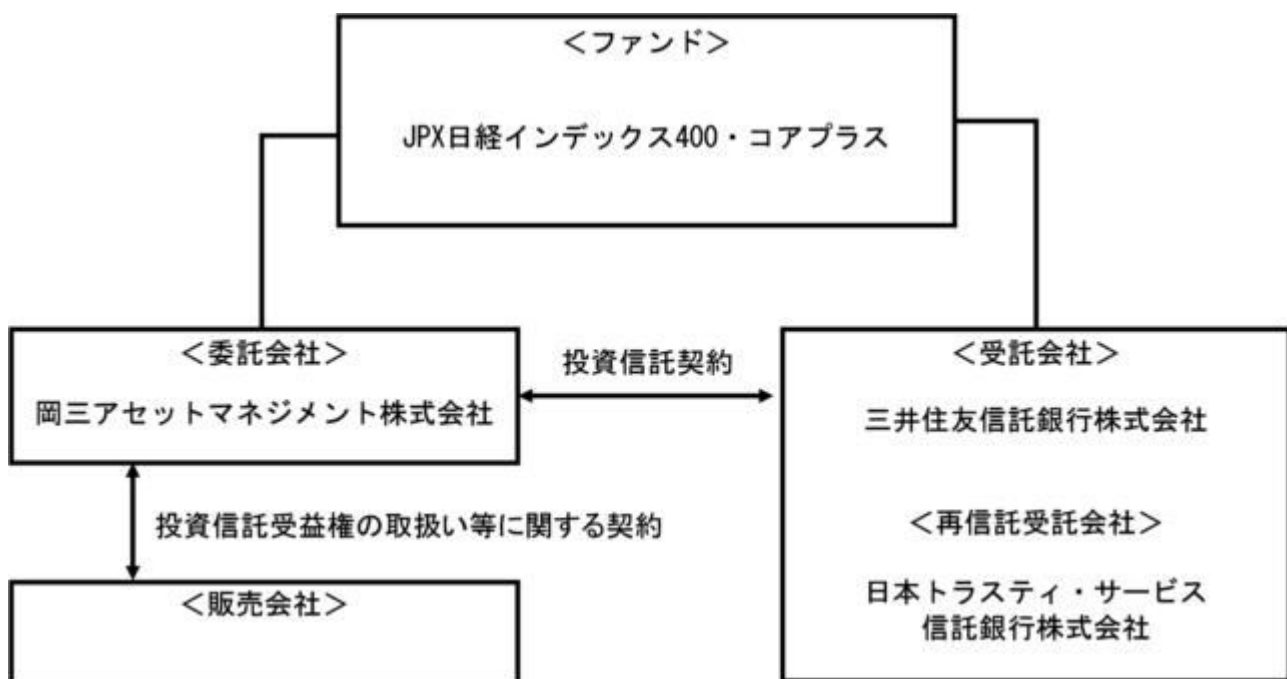 ＜ファンド＞
JPX日経インデックス400・コアプラス
＜委託会社＞
岡三アセットマネジメント株式会社
投資信託契約
＜受託会社＞
三井住友信託銀行株式会社
＜再信託受託会社＞
日本トラスティ・サービス
信託銀行株式会社
投資信託受益権の取扱い等に関する契約
＜販売会社＞